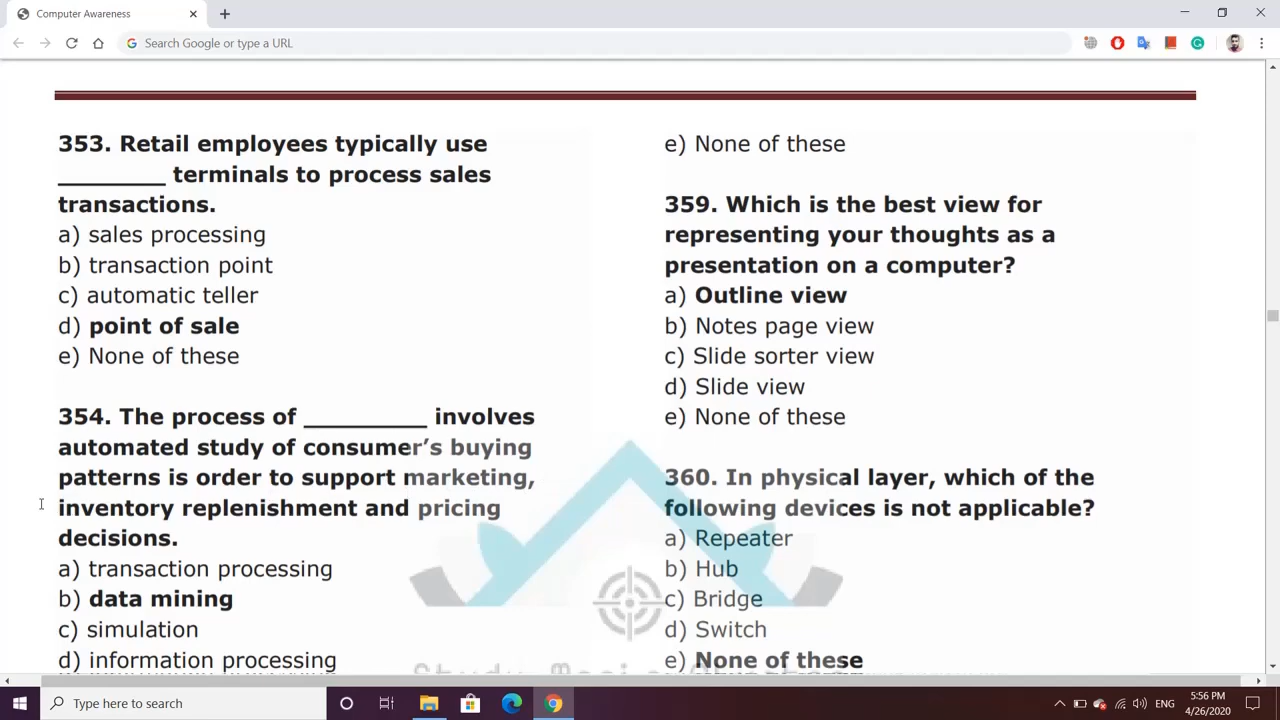 Computer Awareness
Search Google or type a URL
353. Retail employees typically use
_________ terminals to process sales
transactions.
a) sales processing
b) transaction point
c) automatic teller
d) point of sale
e) None of these
354. The process of __________ involves
automated study of consumer’s buying
patterns is order to support marketing,
inventory replenishment and pricing
decisions.
a) transaction processing
b) data mining
c) simulation
d) information processing
e) None of these
359. Which is the best view for
representing your thoughts as a
presentation on a computer?
a) Outline view
b) Notes page view
c) Slide sorter view
d) Slide view
e) None of these
360. In physical layer, which of the
following devices is not applicable?
a) Repeater
b) Hub
c) Bridge
d) Switch
e) None of these
Type here to search
ENG
5:56 PM
4/26/2020